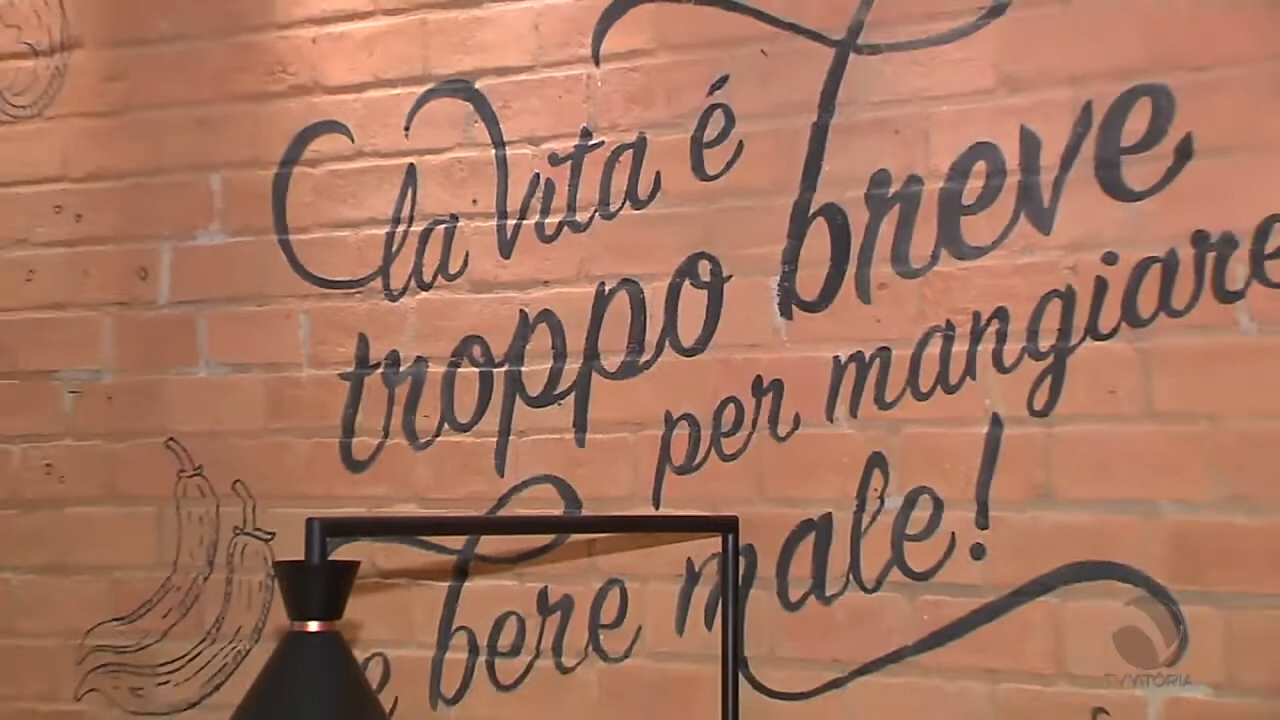 la vita é
troppo breve
per mangiare
e bere male!
TV VITÓRIA